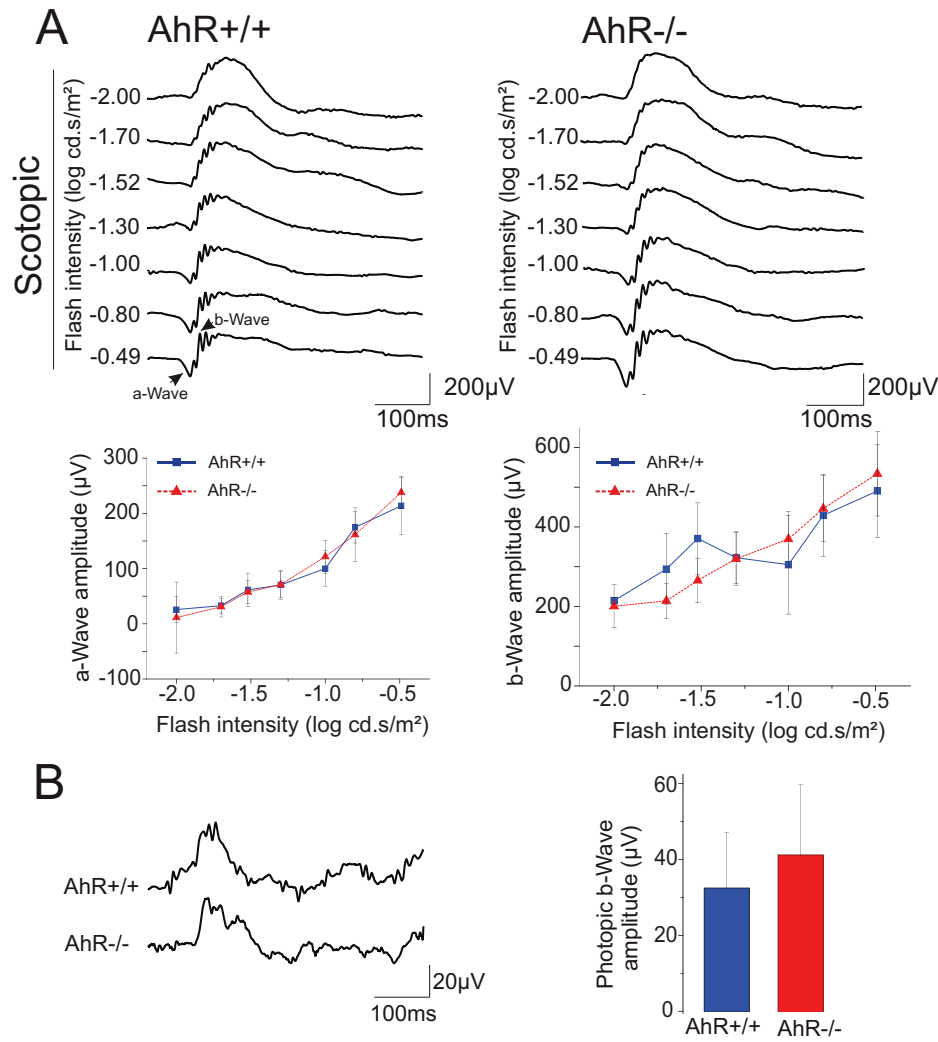 A
AhR+/+
AhR-/-
Scotopic
Flash intensity (log cd.s/m²)
-2.00
-1.70
-1.52
-1.30
-1.00
-0.80
-0.49
b-Wave
a-Wave
200µV
100ms
Flash intensity (log cd.s/m²)
-2.00
-1.70
-1.52
-1.30
-1.00
-0.80
-0.49
200µV
100ms
a-Wave amplitude (µV)
300
200
100
0
-100
AhR+/+
AhR-/-
-2.0
-1.5
-1.0
-0.5
Flash intensity (log cd.s/m²)
b-Wave amplitude (µV)
600
400
200
0
AhR+/+
AhR-/-
-2.0
-1.5
-1.0
-0.5
Flash intensity (log cd.s/m²)
B
AhR+/+
AhR-/-
20µV
100ms
Photopic b-Wave
amplitude (µV)
60
40
20
0
AhR+/+
AhR-/-